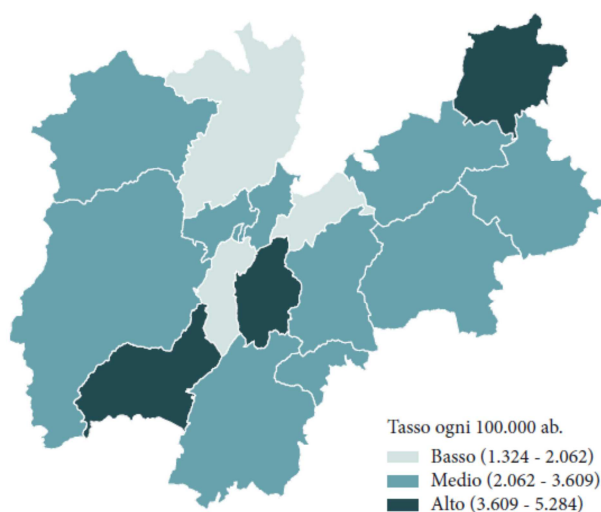 Tasso ogni 100.000 ab.
Basso (1.324 - 2.062)
Medio (2.062 - 3.609)
Alto (3.609 - 5.284)